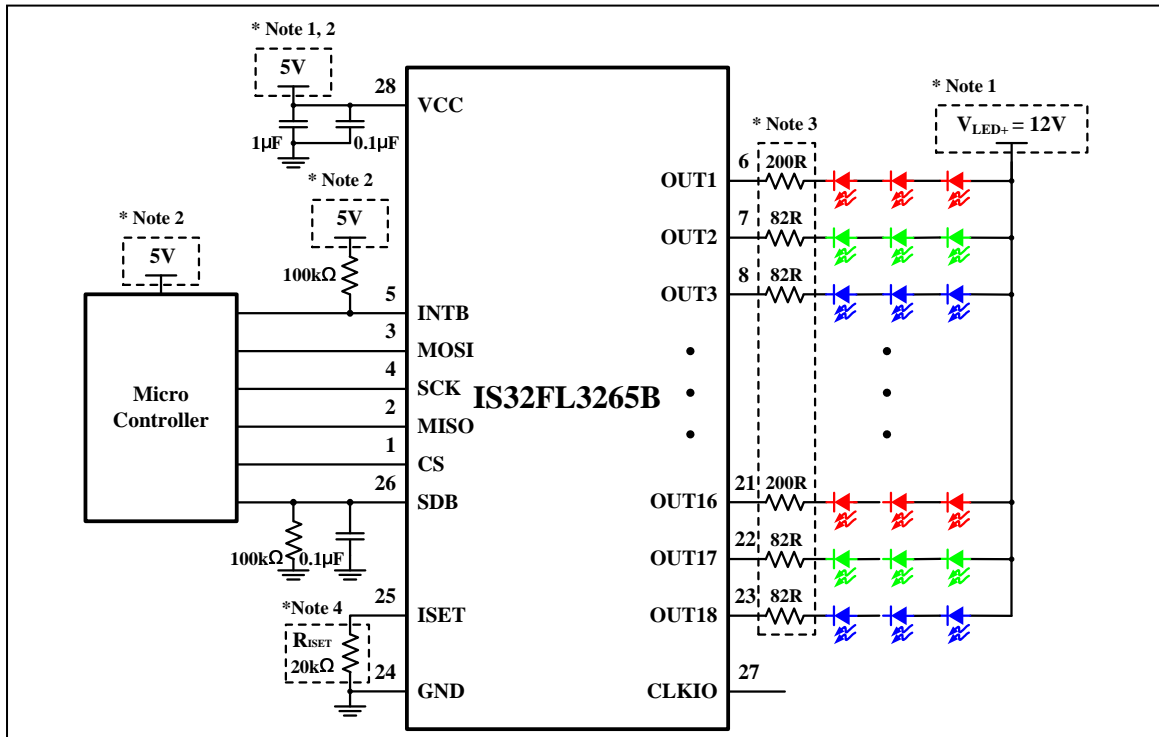 * Note 1, 2
5V
28
VCC
1µF
0.1µF
* Note 2
5V
100kΩ
* Note 2
5V
Micro
Controller
5
INTB
3
MOSI
4
SCK
2
MISO
1
CS
26
SDB
100kΩ
0.1µF
*Note 4
25
ISET
RISET
20kΩ
24
GND
IS32FL3265B
* Note 1
VLED+ = 12V
* Note 3
6
200R
OUT1
7
82R
OUT2
8
82R
OUT3
21
200R
OUT16
22
82R
OUT17
23
82R
OUT18
27
CLKIO